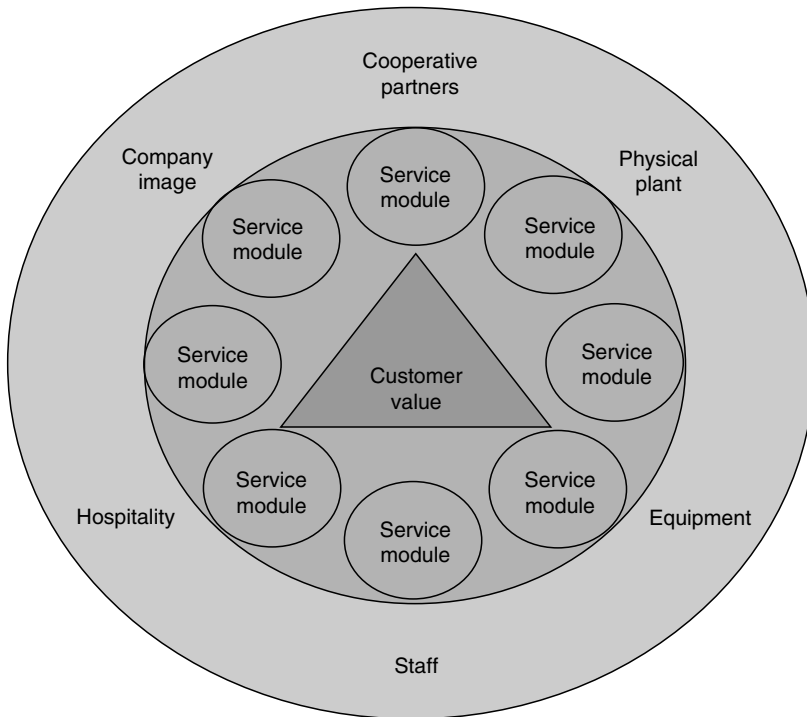 Cooperative
partners
Company
image
Physical
plant
Service
module
Service
module
Service
module
Service
module
Service
module
Customer
value
Service
module
Service
module
Service
module
Hospitality
Equipment
Staff